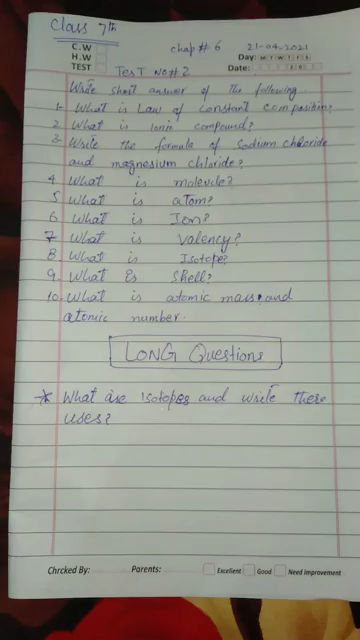 Class 7th
C.W
H.W
TEST
chap # 6
21-04-2021
Day: M T W T F S
Date:
TEST NO # 2
Write short answer of the following.
1- What is Law of constant composition?
2 What is Ionic compound?
3- Write the formula of Sodium chloride
and magnesium chloride?
4 What is molecule?
5 What is atom?
6 What is Ion?
7 What is valency?
8 What is Isotope?
9. What is Shell?
10. What is atomic mass and
atomic number.
LONG Questions
* What are isotopes and write there
uses?
Chrcked By: Parents: Excellent Good Need Improvement